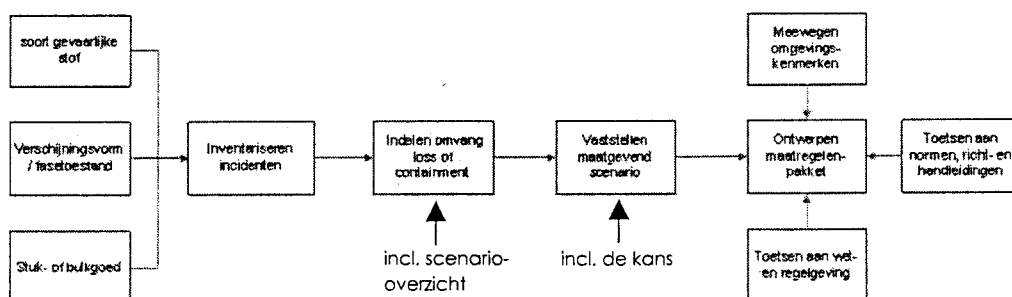 soort gevaarlijke
stof
Verschijningsvorm
/ fasetoestand
Stuk- of bulkgoed
Inventariseren
incidenten
Indelen omvang
loss of
containment
incl. scenario-
overzicht
Vaststellen
maatgevend
scenario
incl. de kans
Meewegen
omgevings-
kenmerken
Ontwerpen
maatregelen-
pakket
Toetsen aan wet-
en regelgeving
Toetsen aan
normen, richt- en
handleidingen